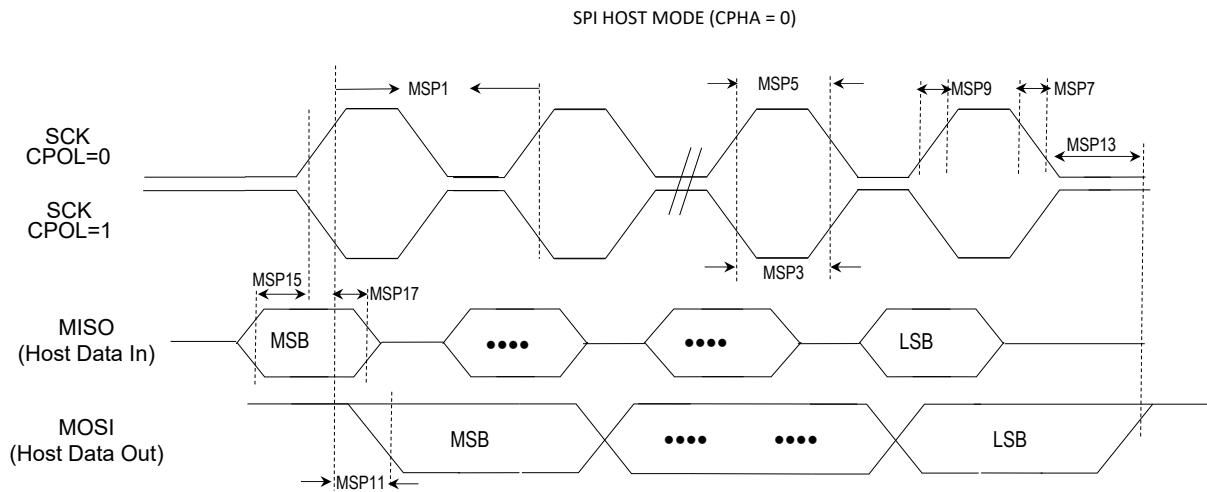 SPI HOST MODE (CPHA = 0)
MSP1
MSP5
MSP9
MSP7
SCK
CPOL=0
MSP13
SCK
CPOL=1
MSP3
MSP15
MSP17
MISO
(Host Data In)
MSB
••••
••••
LSB
MOSI
(Host Data Out)
MSB
••••
••••
LSB
MSP11